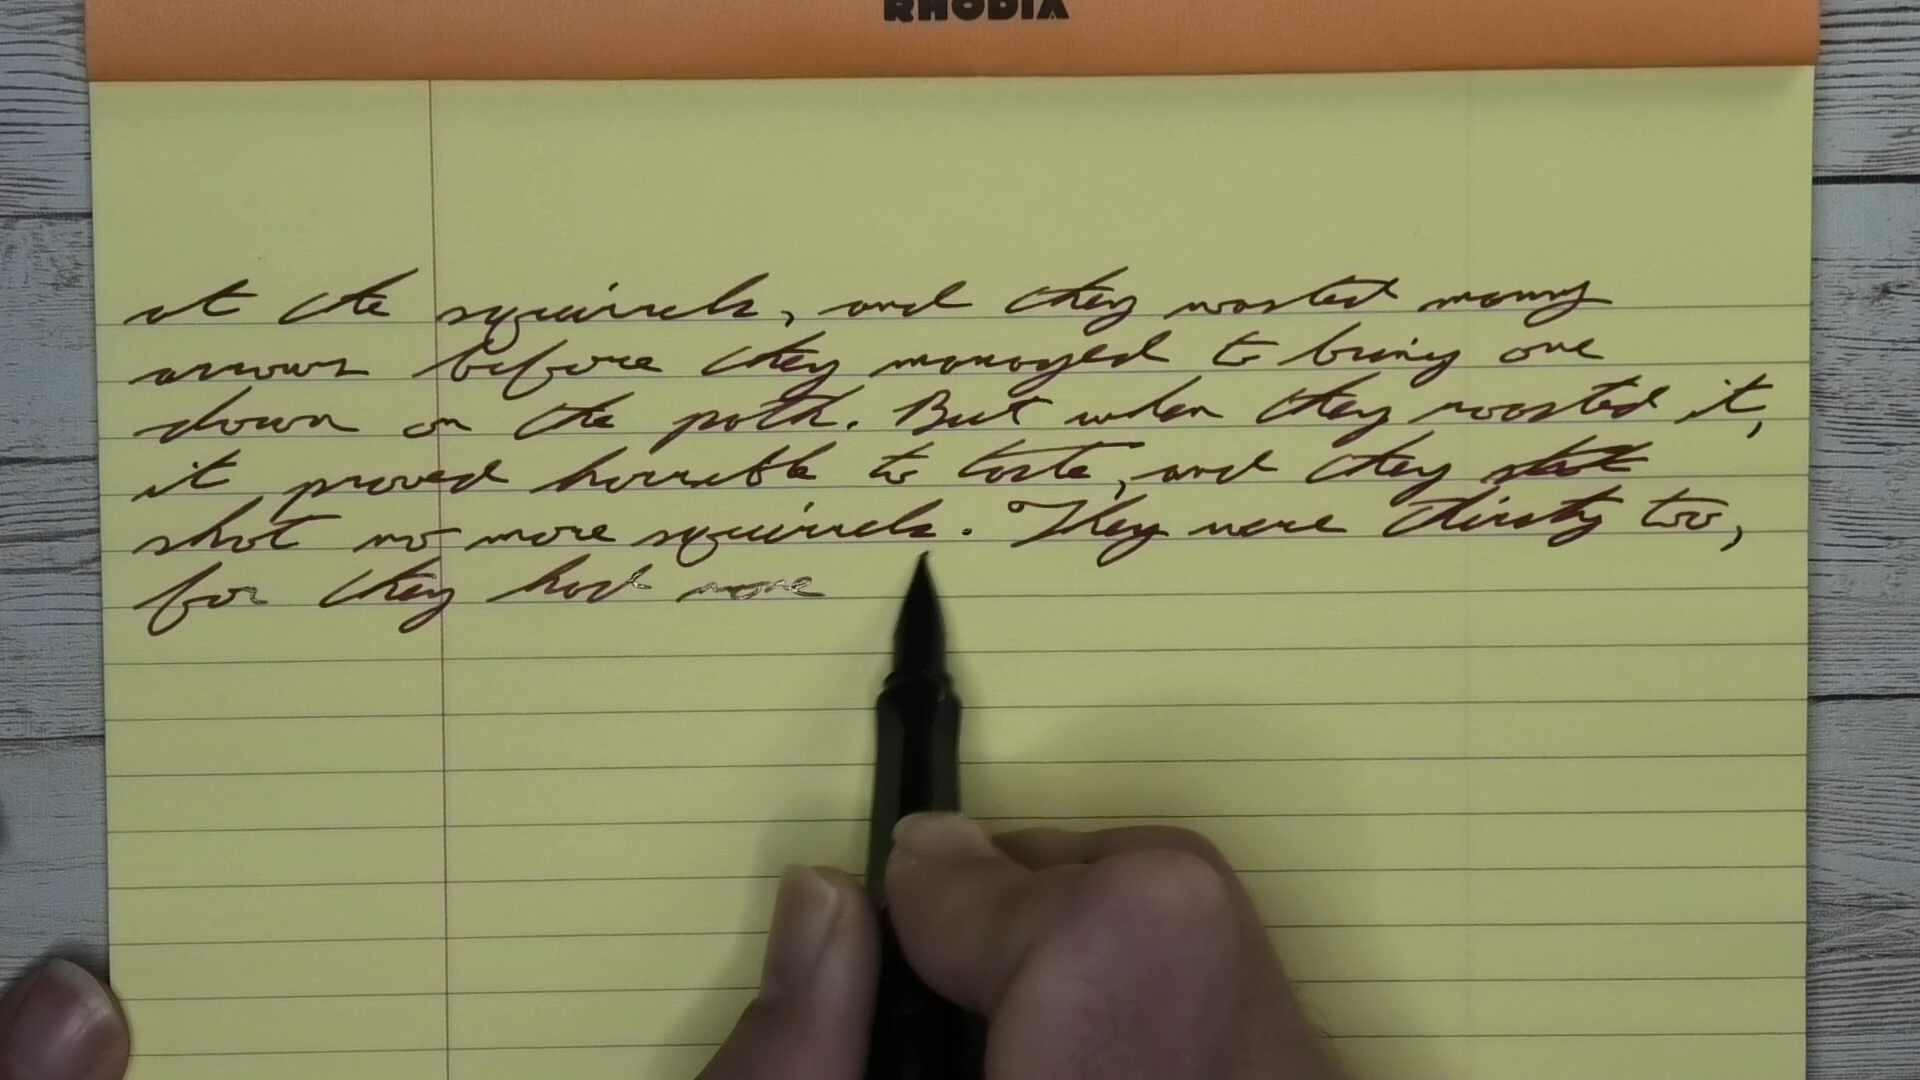 RHODIA
at the squirrels, and they wasted many
arrows before they managed to bring one
down on the path. But when they roasted it,
it proved horrible to taste, and they shot
shot no more squirrels. They were thirsty too,
for they had none